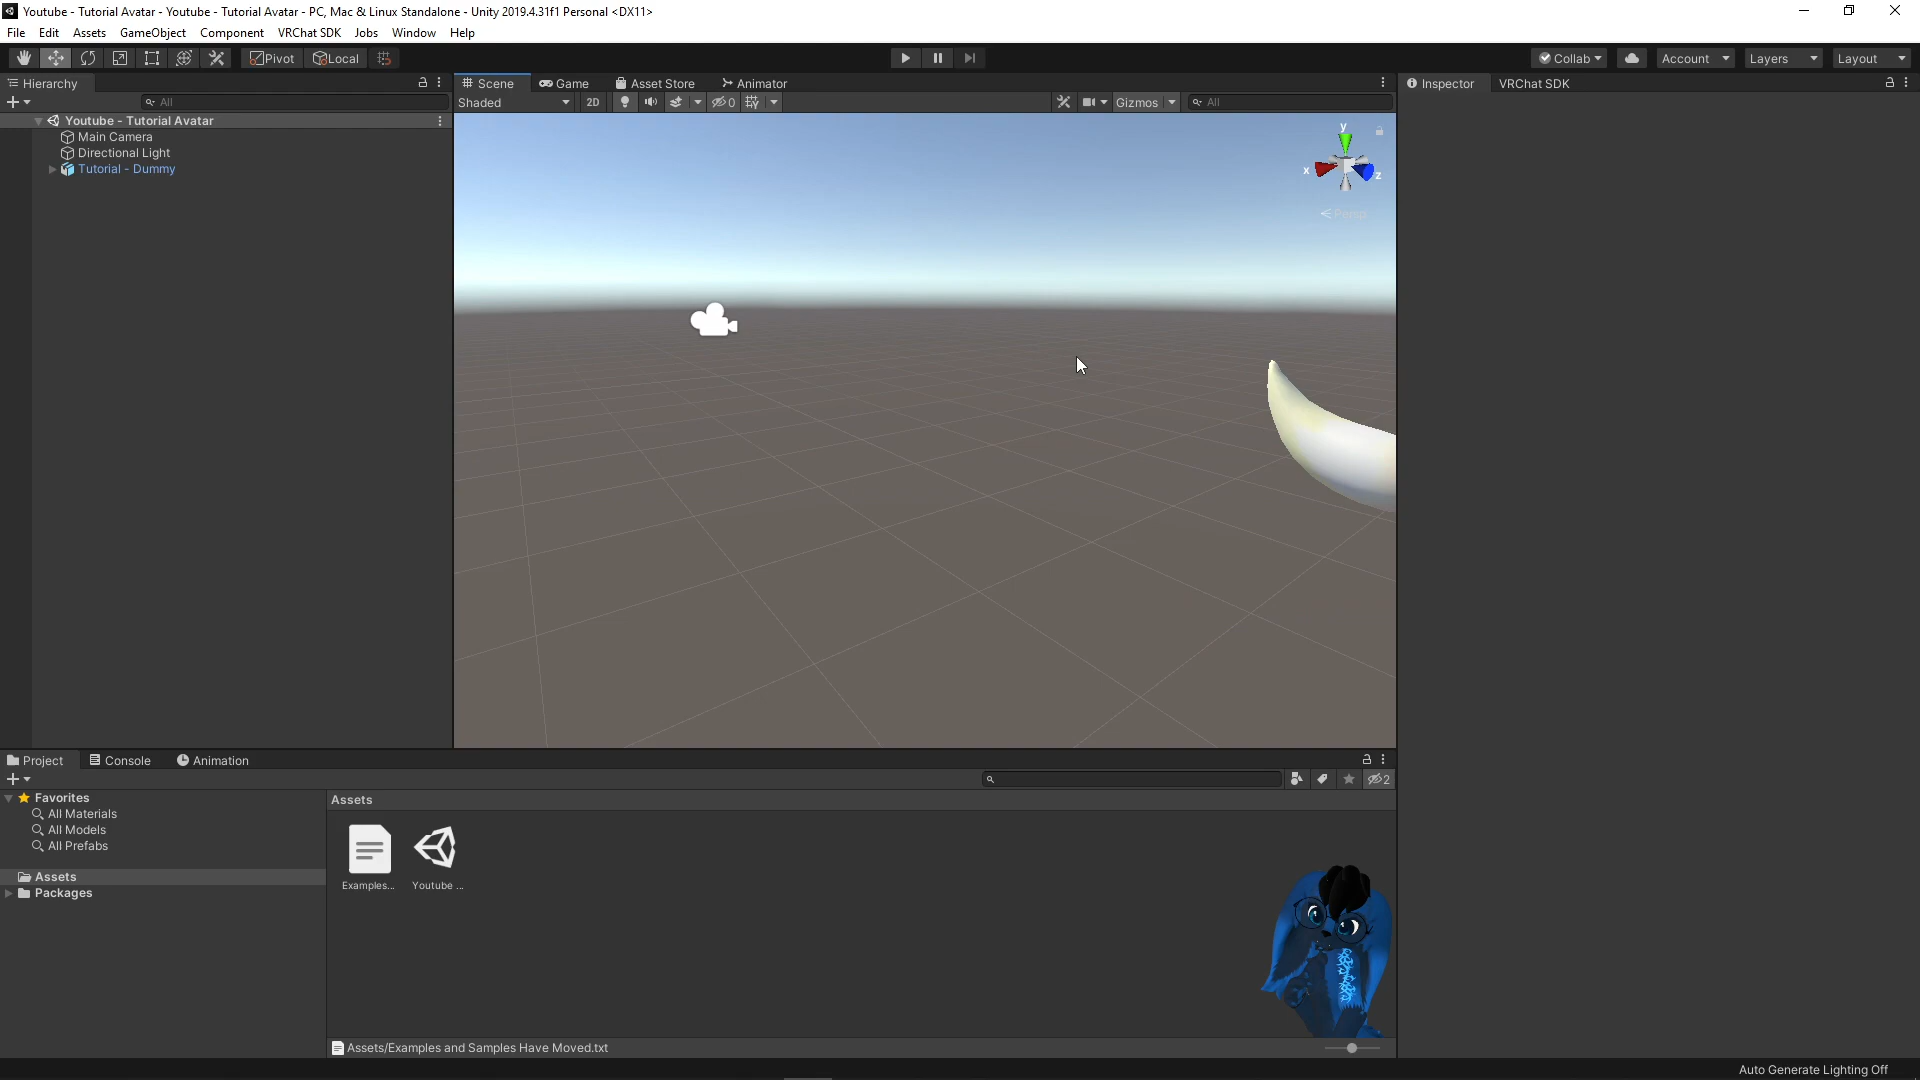 Youtube - Tutorial Avatar - Youtube - Tutorial Avatar - PC, Mac & Linux Standalone - Unity 2019.4.31f1 Personal <DX11>
File Edit Assets GameObject Component VRChat SDK Jobs Window Help
Pivot Local Collab Account Layers Layout
Hierarchy Scene Game Asset Store Animator Inspector VRChat SDK
All Shaded 2D 0 Gizmos All
Youtube - Tutorial Avatar
Main Camera
Directional Light
Tutorial - Dummy
y
x z
Persp
Project Console Animation
2
Favorites
All Materials
All Models
All Prefabs
Assets
Packages
Assets
Examples... Youtube ...
Assets/Examples and Samples Have Moved.txt
Auto Generate Lighting Off